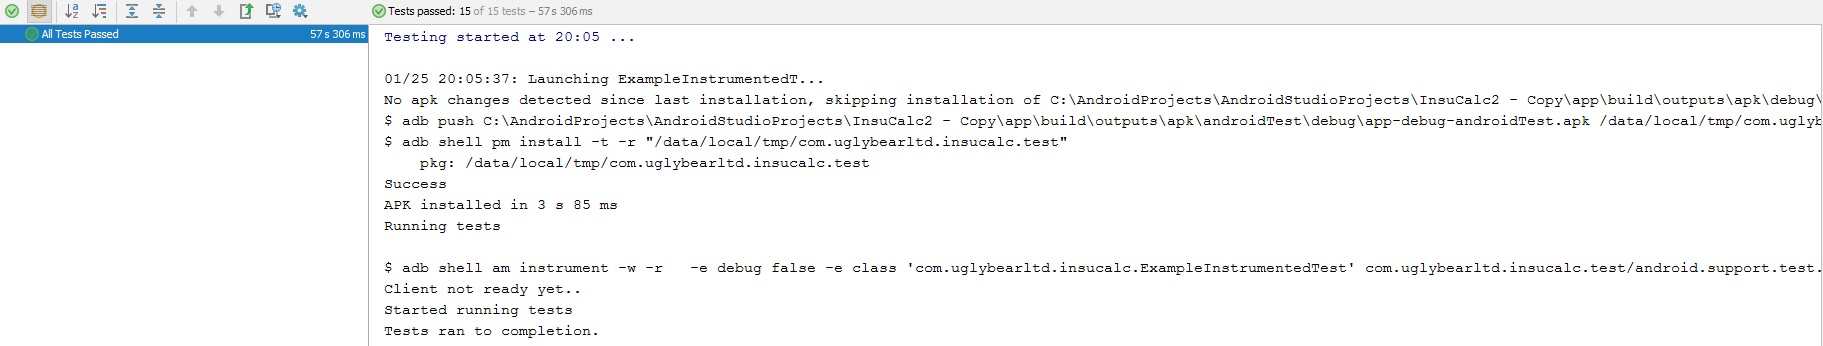 Tests passed: 15 of 15 tests – 57 s 306 ms
All Tests Passed 57 s 306 ms
Testing started at 20:05 ...
01/25 20:05:37: Launching ExampleInstrumentedT...
No apk changes detected since last installation, skipping installation of C:\AndroidProjects\AndroidStudioProjects\InsuCalc2 - Copy\app\build\outputs\apk\debug\
$ adb push C:\AndroidProjects\AndroidStudioProjects\InsuCalc2 - Copy\app\build\outputs\apk\androidTest\debug\app-debug-androidTest.apk /data/local/tmp/com.uglyb
$ adb shell pm install -t -r "/data/local/tmp/com.uglybearltd.insucalc.test"
pkg: /data/local/tmp/com.uglybearltd.insucalc.test
Success
APK installed in 3 s 85 ms
Running tests
$ adb shell am instrument -w -r   -e debug false -e class 'com.uglybearltd.insucalc.ExampleInstrumentedTest' com.uglybearltd.insucalc.test/android.support.test.
Client not ready yet..
Started running tests
Tests ran to completion.